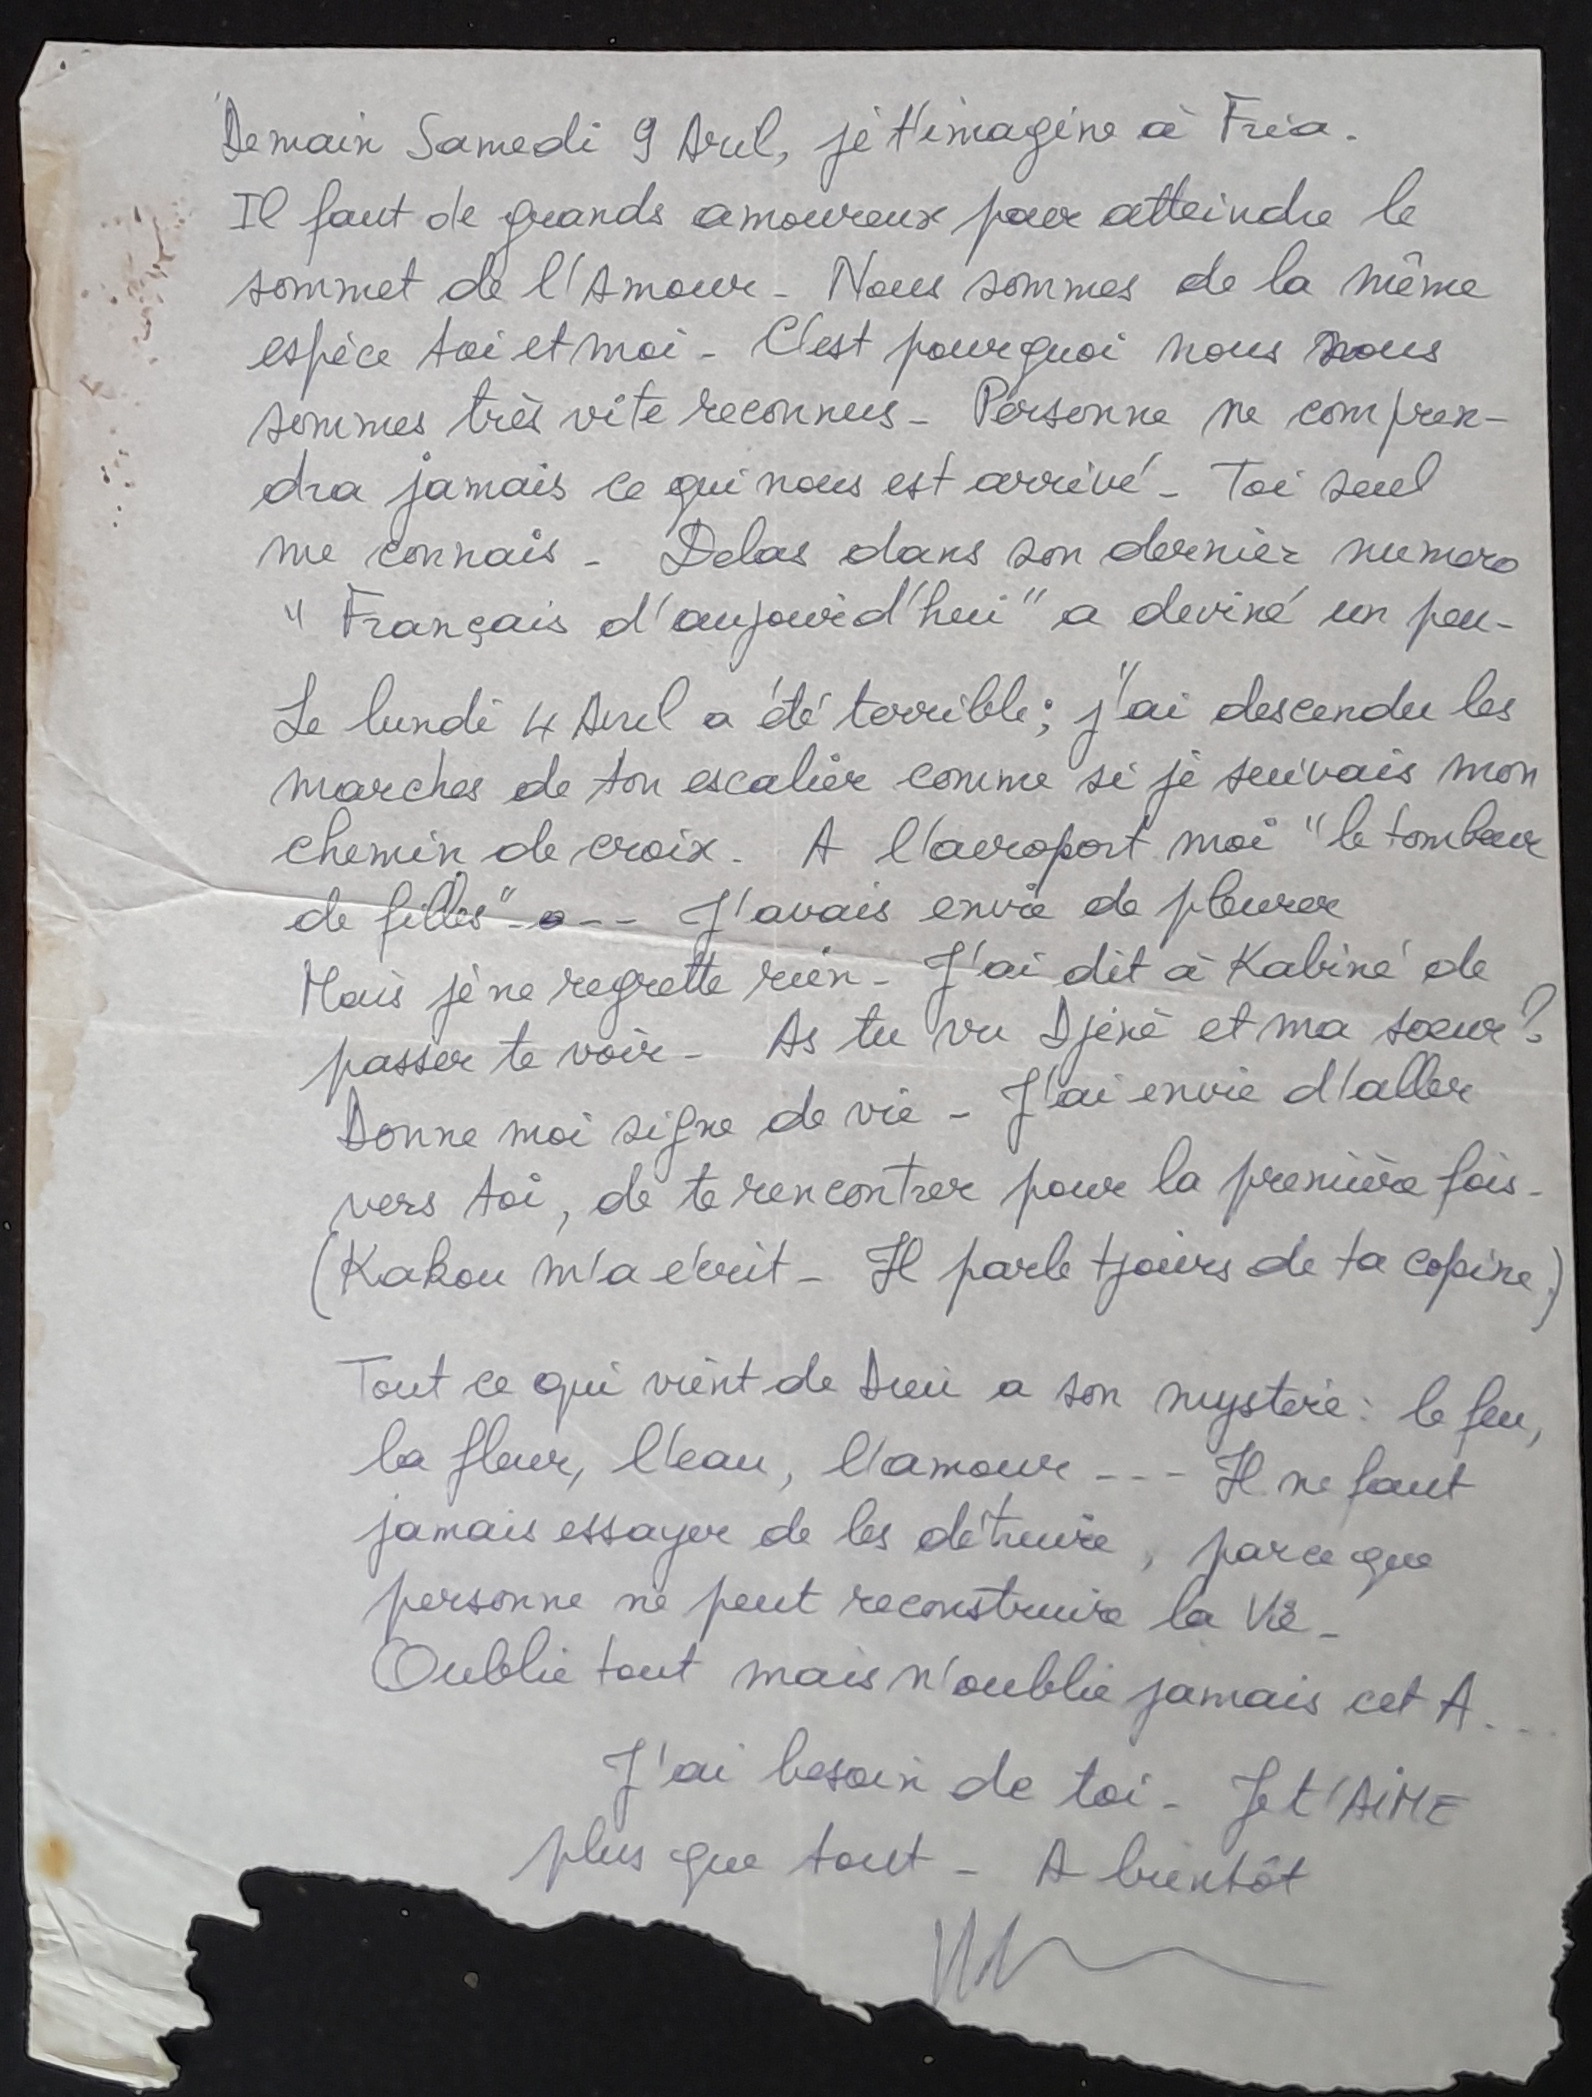 Demain Samedi 9 Avril, je t'imagine à Fria.
Il faut de grands amoureux pour atteindre le
sommet de l'Amour - Nous sommes de la même
espèce toi et moi - C'est pourquoi nous nous
sommes très vite reconnus - Personne ne compren-
dra jamais ce qui nous est arrivé - Toi seul
me connais - Delas dans son dernier numero
"Français d'aujourd'hui" a deviné un peu -
Le lundi 4 Avril a été terrible ; j'ai descendu les
marches de ton escalier comme si je suivais mon
chemin de croix. A l'aeroport moi "le tombeur
de filles" - - - - J'avais envie de pleurer
Mais je ne regrette rien - J'ai dit à Kabiné de
passer te voir - As tu vu Djéné et ma soeur ?
Donne moi signe de vie - J'ai envie d'aller
vers toi, de te rencontrer pour la première fois -
(Kakou m'a écrit - Il parle tjours de ta copine.)
Tout ce qui vient de Dieu a son mystère : le feu,
la fleur, l'eau, l'amour - - - Il ne faut
jamais essayer de les détruire, parce que
personne ne peut reconstruire la Vie -
Oublie tout mais n'oublie jamais cet A . . .
J'ai besoin de toi - Je t'AIME
plus que tout - A bientôt